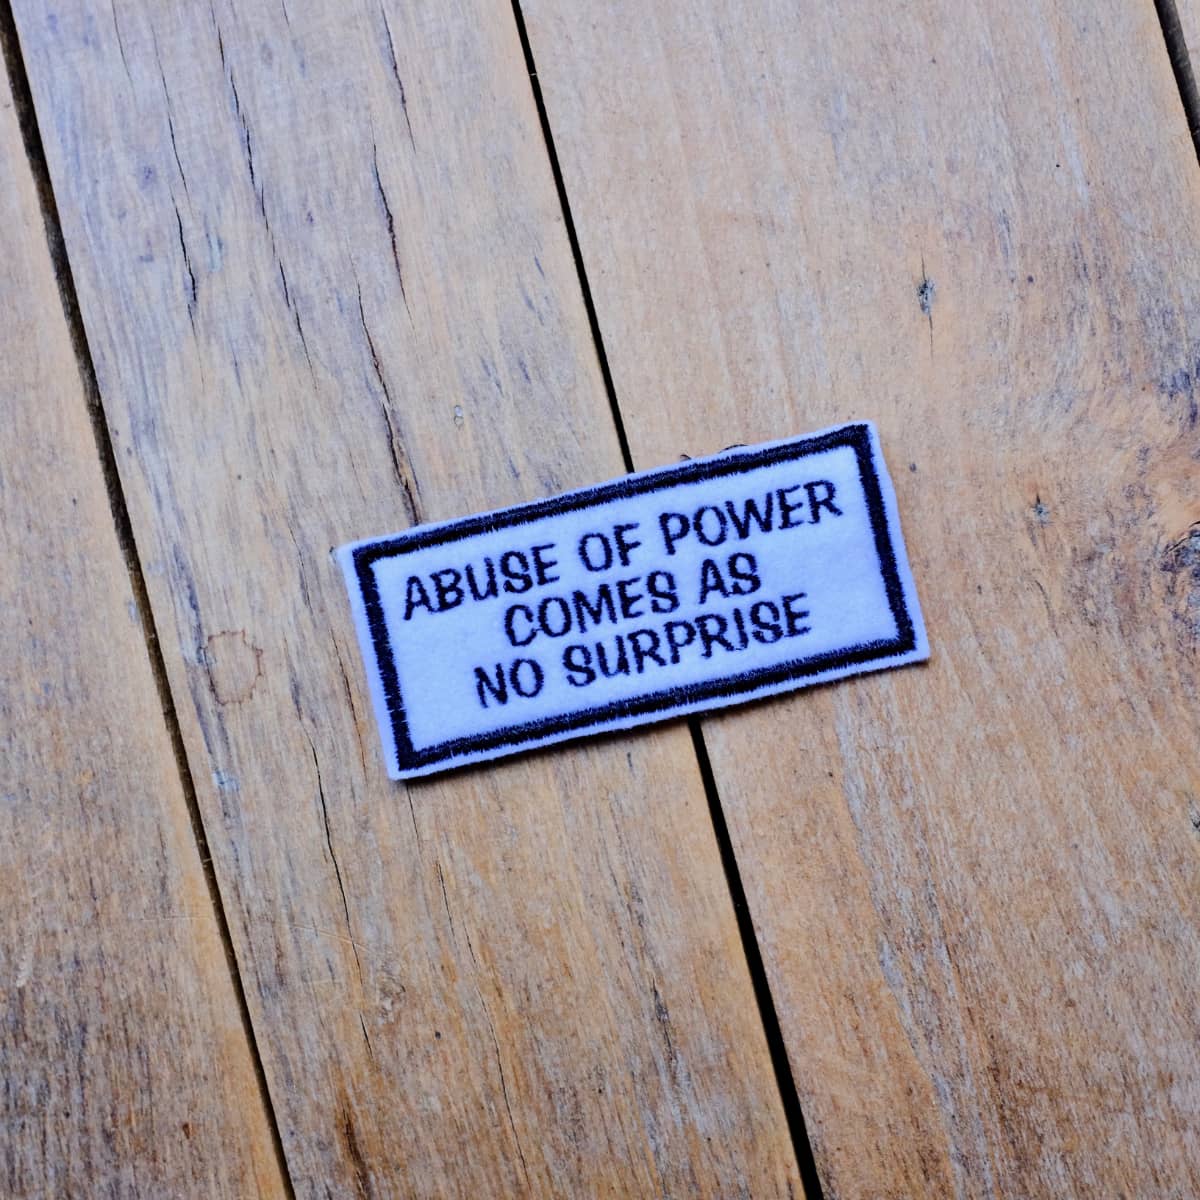 ABUSE OF POWER
COMES AS
NO SURPRISE